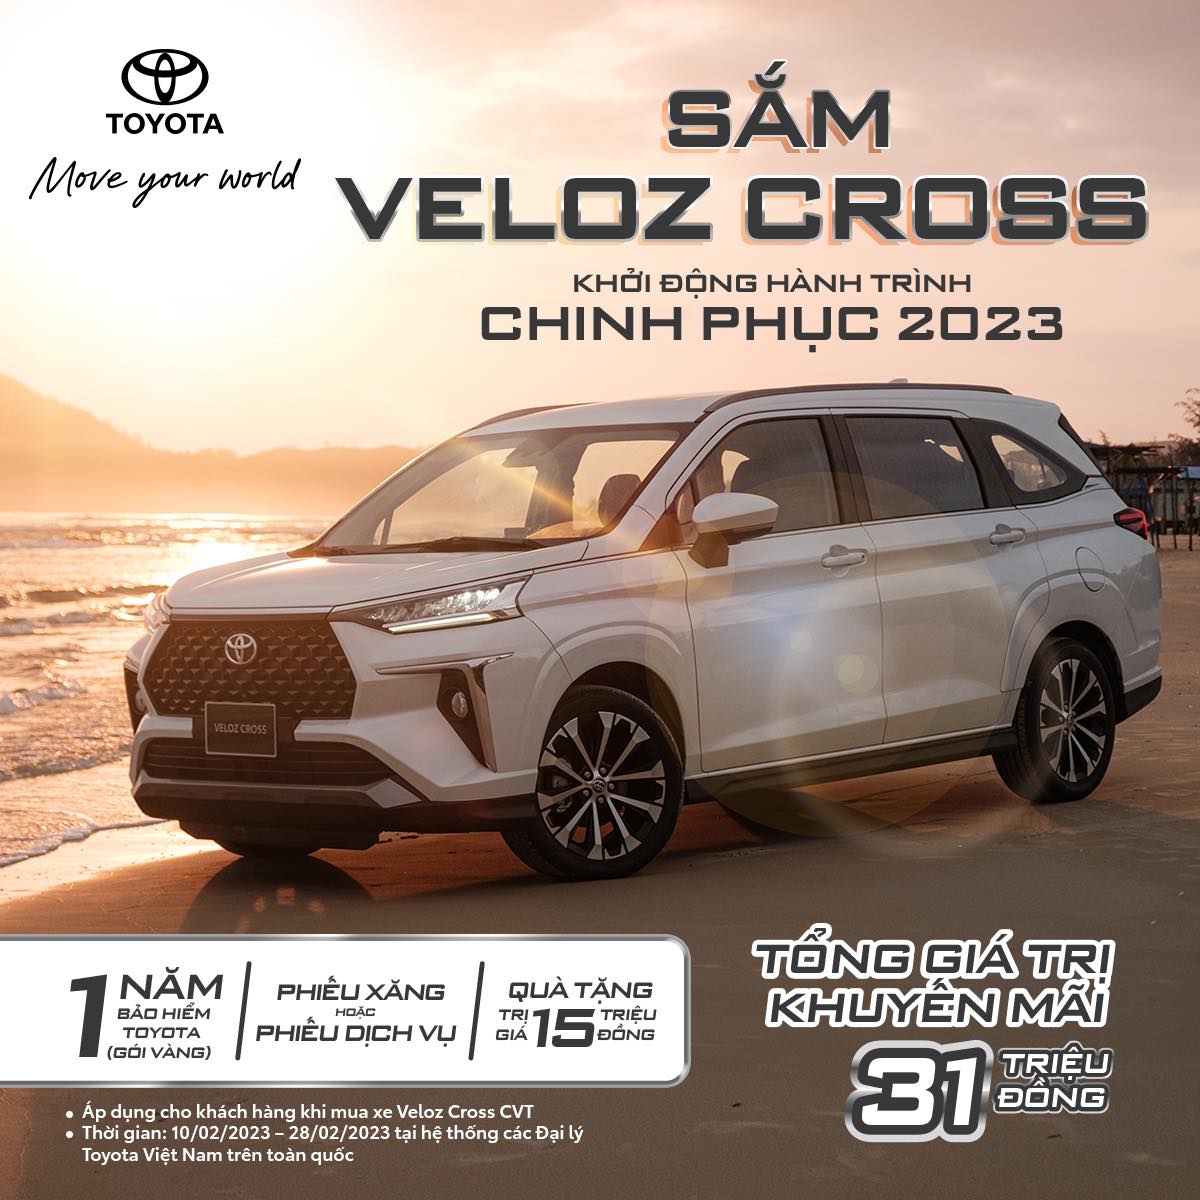 TOYOTA
Move your world
SẮM
VELOZ CROSS
KHỞI ĐỘNG HÀNH TRÌNH
CHINH PHỤC 2023
VELOZ CROSS
1 NĂM
BẢO HIỂM
TOYOTA
(GÓI VÀNG)
PHIẾU XĂNG
HOẶC
PHIẾU DỊCH VỤ
QUÀ TẶNG
TRỊ GIÁ 15 TRIỆU ĐỒNG
TỔNG GIÁ TRỊ
KHUYẾN MÃI
31 TRIỆU ĐỒNG
• Áp dụng cho khách hàng khi mua xe Veloz Cross CVT
• Thời gian: 10/02/2023 – 28/02/2023 tại hệ thống các Đại lý
Toyota Việt Nam trên toàn quốc